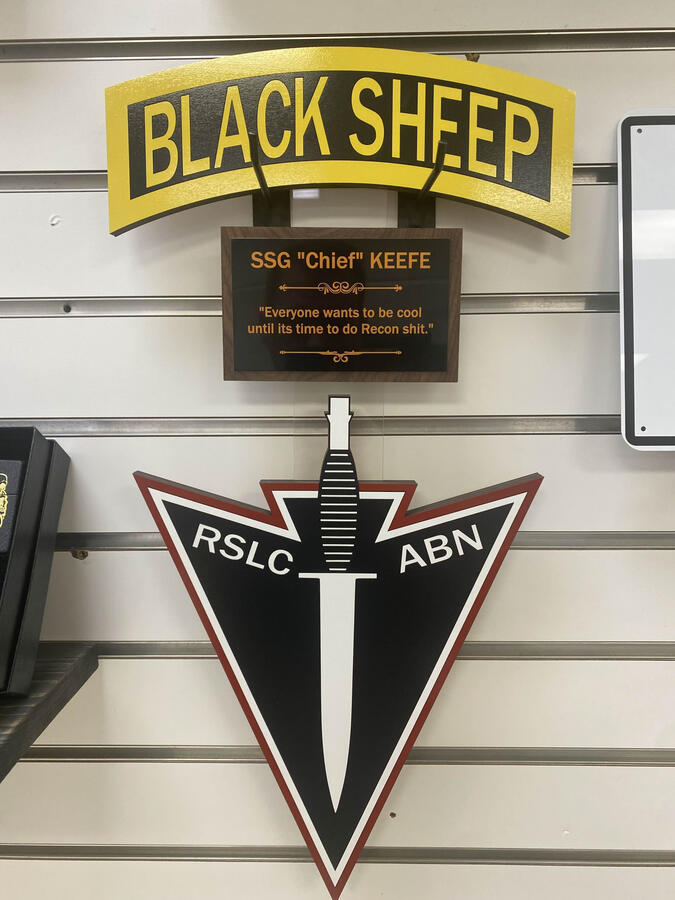 BLACK SHEEP
SSG "Chief" KEEFE
"Everyone wants to be cool
until its time to do Recon shit."
RSLC ABN